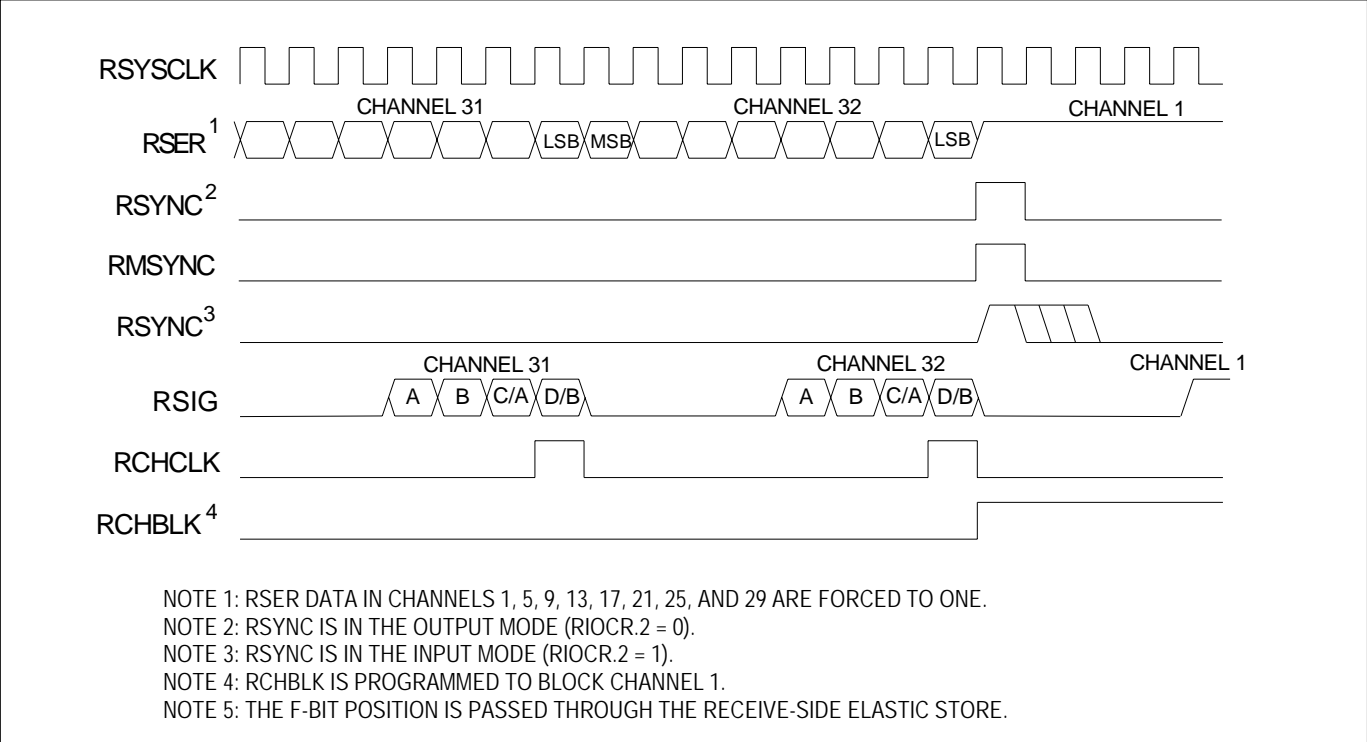 RSYSCLK
CHANNEL 31 CHANNEL 32 CHANNEL 1
RSER1 LSB MSB LSB
RSYNC2
RMSYNC
RSYNC3
CHANNEL 31 CHANNEL 32 CHANNEL 1
RSIG A B C/A D/B A B C/A D/B
RCHCLK
RCHBLK4
NOTE 1: RSER DATA IN CHANNELS 1, 5, 9, 13, 17, 21, 25, AND 29 ARE FORCED TO ONE.
NOTE 2: RSYNC IS IN THE OUTPUT MODE (RIOCR.2 = 0).
NOTE 3: RSYNC IS IN THE INPUT MODE (RIOCR.2 = 1).
NOTE 4: RCHBLK IS PROGRAMMED TO BLOCK CHANNEL 1.
NOTE 5: THE F-BIT POSITION IS PASSED THROUGH THE RECEIVE-SIDE ELASTIC STORE.